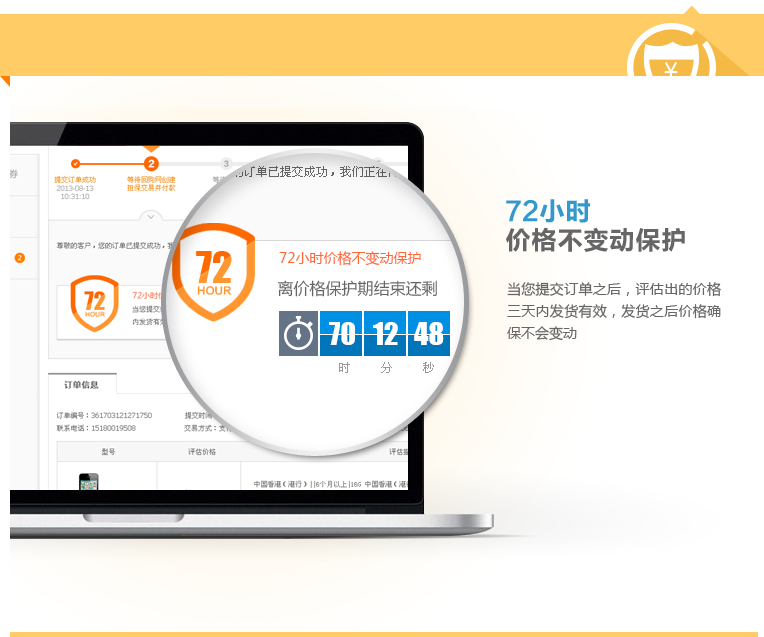 ¥
券
2
3
提交订单成功
等待回购网创建
2013-08-13
担保交易并付款
10:31:10
的订单已提交成功，我们正在
2
尊敬的客户，您的订单已提交成功，我
72
HOUR
72小时价格不变动保护
离价格保护期结束还剩
70 12 48
时 分 秒
72
HOUR
72小时
当您提交
内发货有
订单信息
订单编号：361703121271750
提交时间
联系电话：15180019508
交易方式：支
型号
评估价格
评估
中国香港（港行）||6个月以上|16G 中国香港（港
72小时
价格不变动保护
当您提交订单之后，评估出的价格
三天内发货有效，发货之后价格确
保不会变动